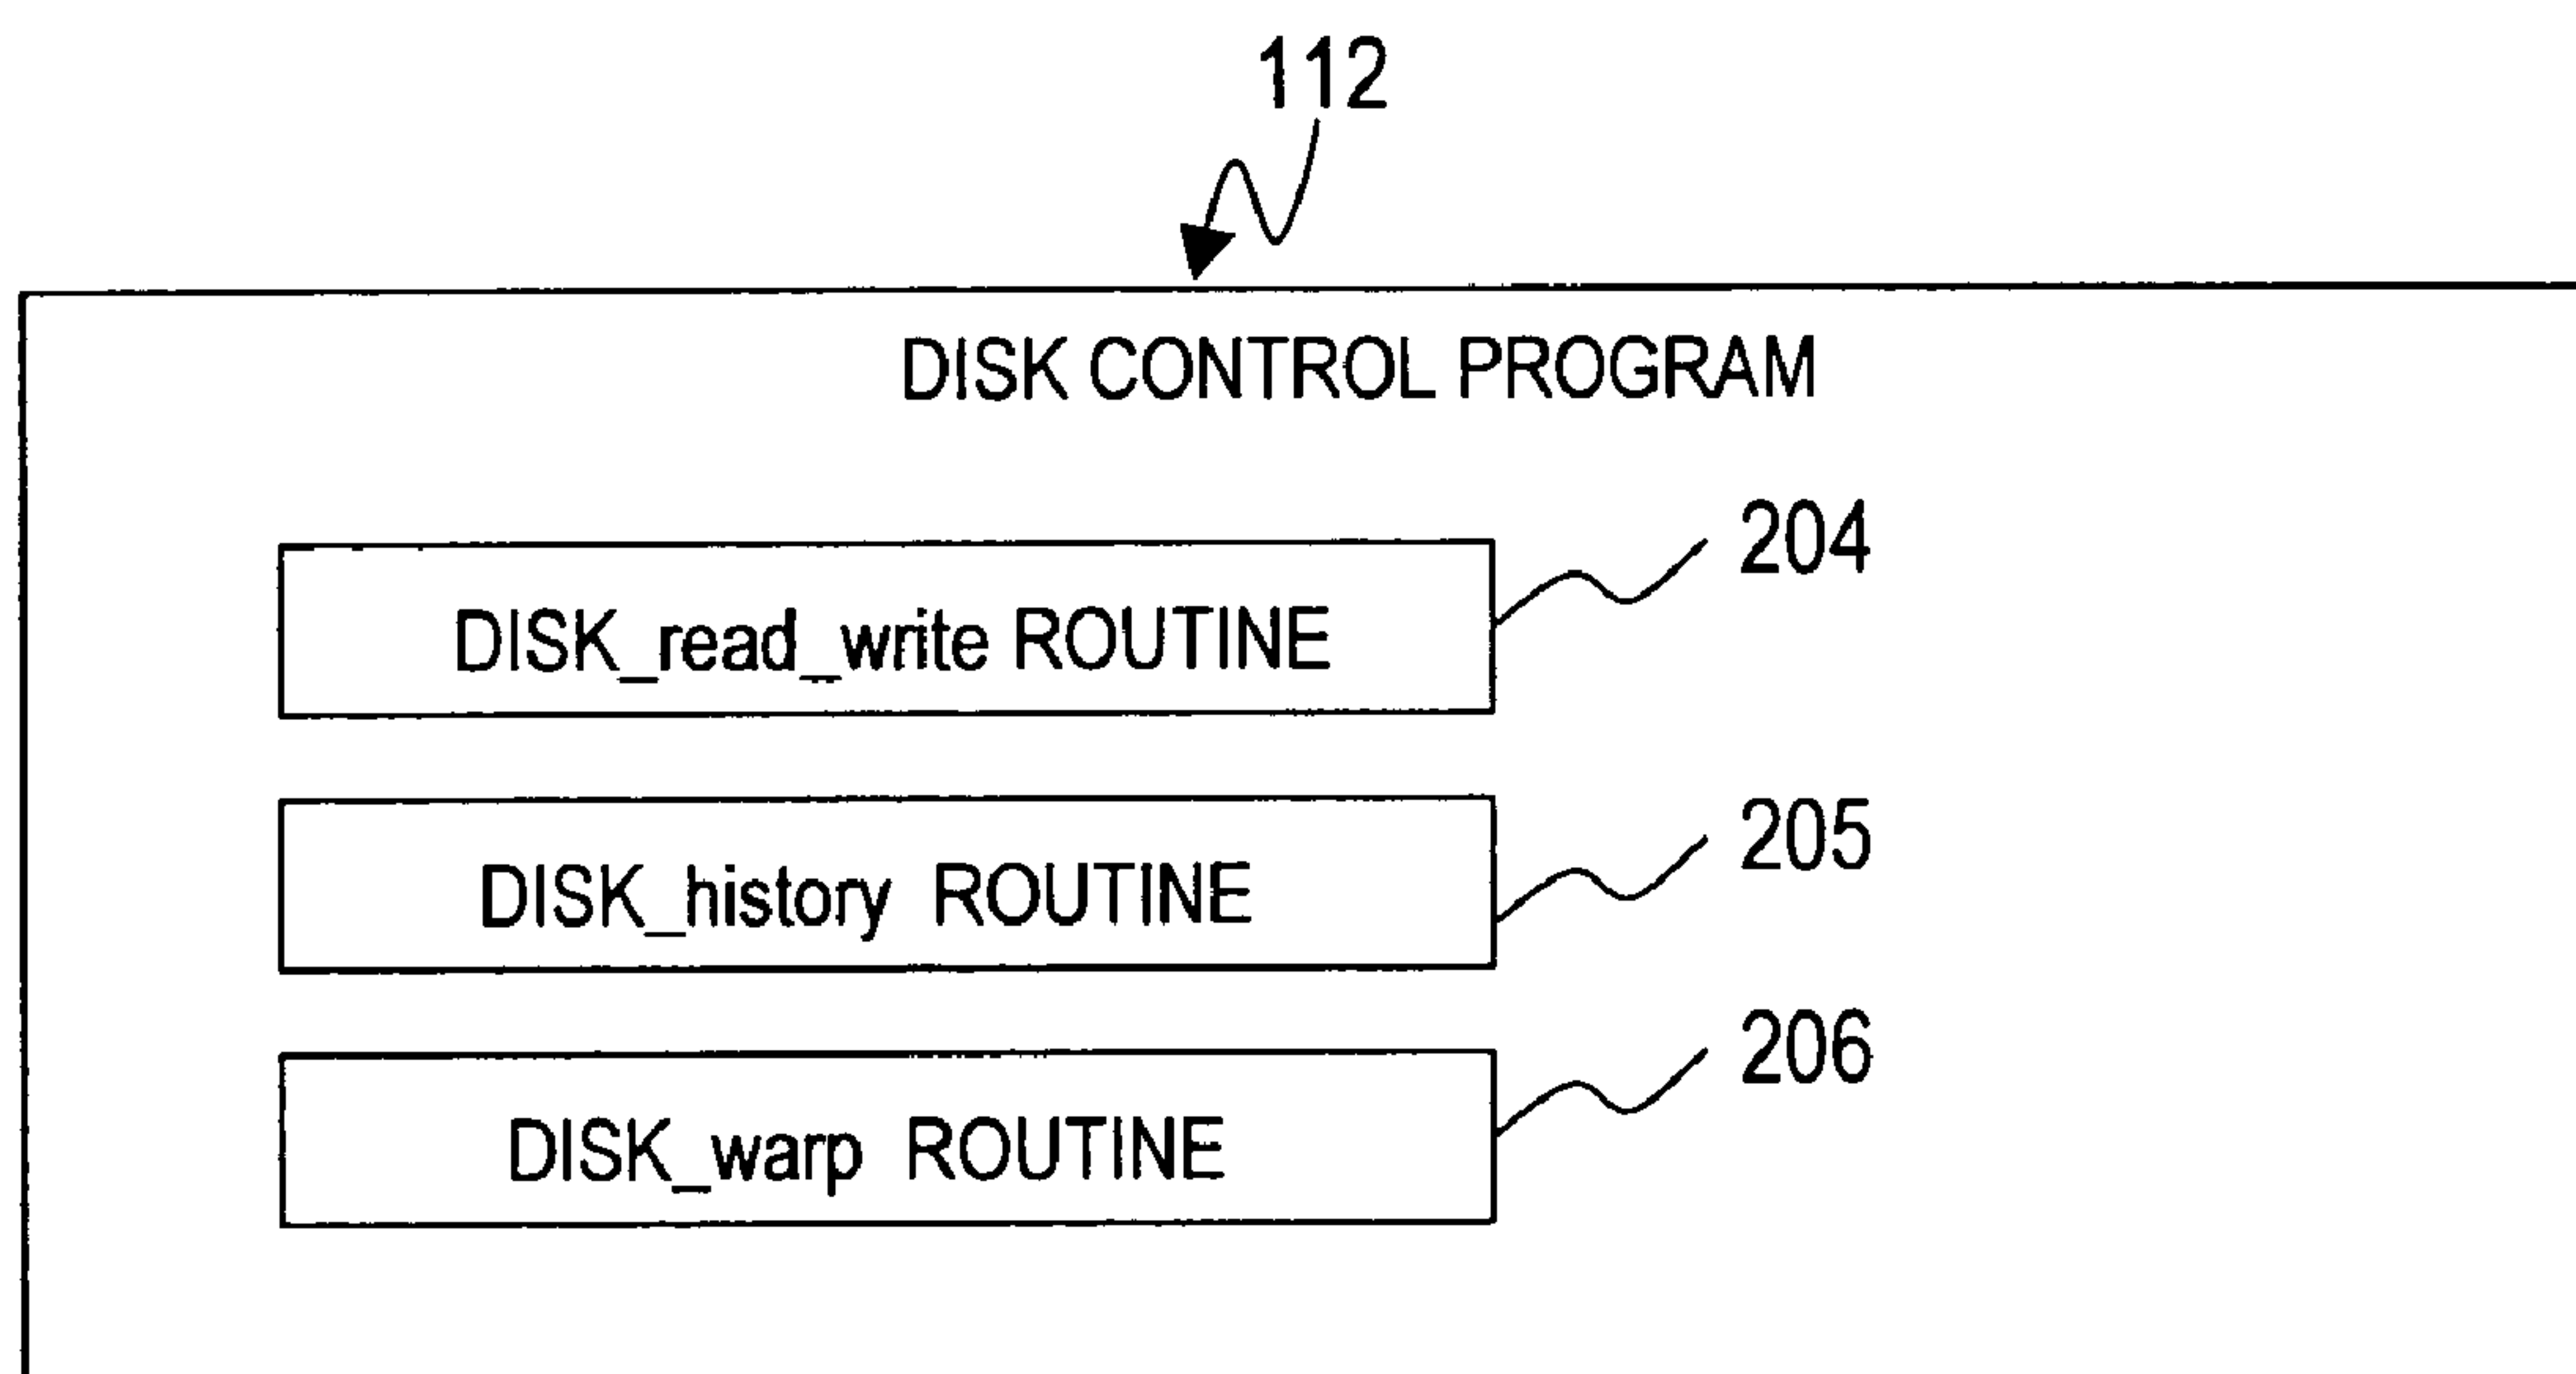 112
DISK CONTROL PROGRAM
204
DISK_read_write ROUTINE
205
DISK_history ROUTINE
206
DISK_warp ROUTINE